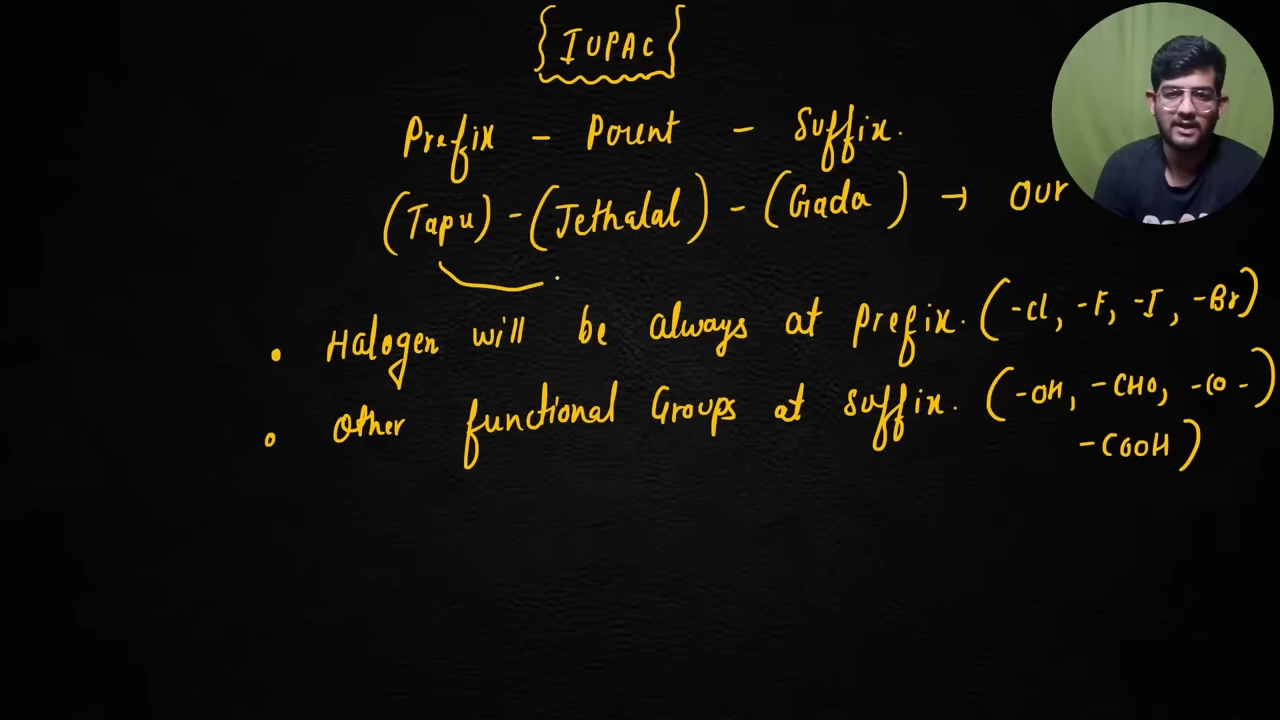 {IUPAC}
Prefix - Parent - Suffix.
(Tapu) - (Jethalal) - (Gada) → our
• Halogen will be always at prefix. (-Cl, -F, -I, -Br)
• other functional Groups at suffix. (-OH, -CHO, -CO-)
-COOH)